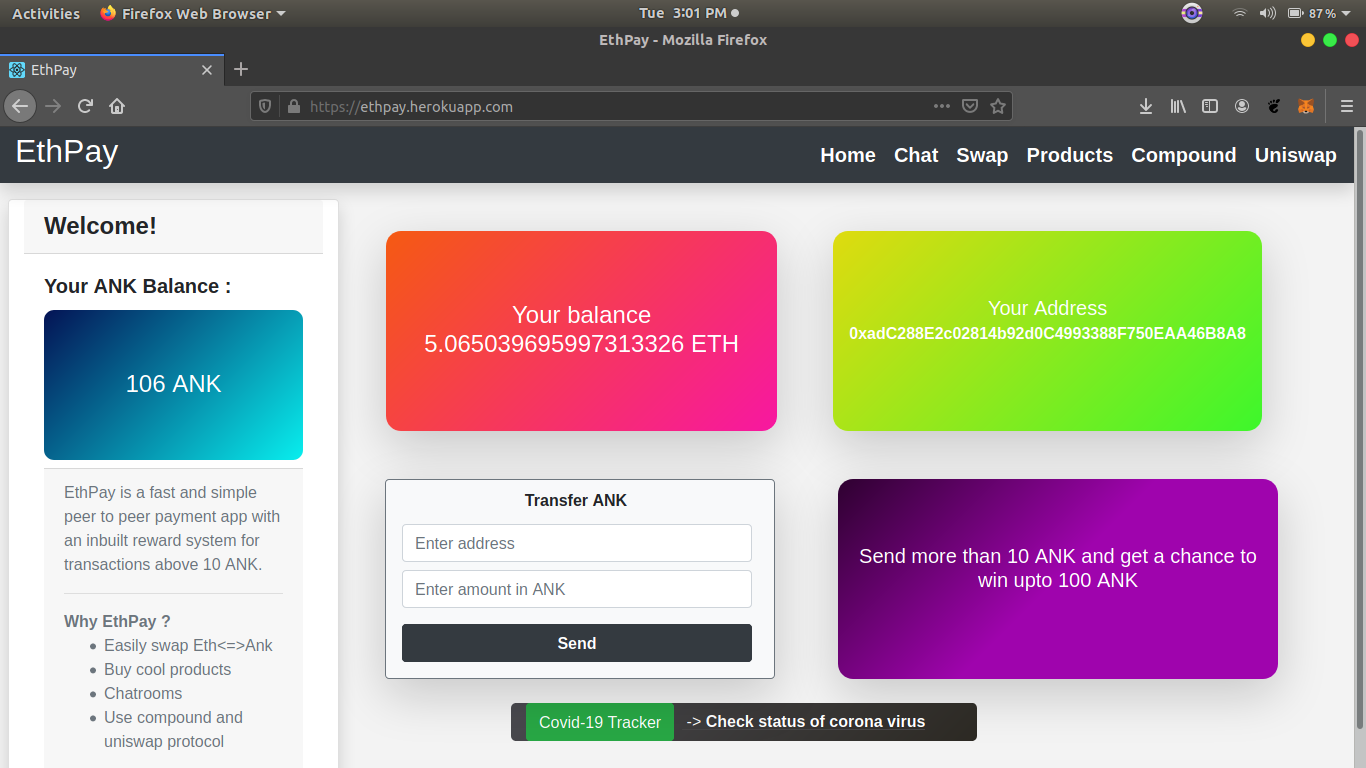 Activities Firefox Web Browser Tue 3:01 PM 87%
EthPay - Mozilla Firefox
EthPay
https://ethpay.herokuapp.com
EthPay Home Chat Swap Products Compound Uniswap
Welcome!
Your ANK Balance :
106 ANK
EthPay is a fast and simple
peer to peer payment app with
an inbuilt reward system for
transactions above 10 ANK.
Why EthPay ?
Easily swap Eth<=>Ank
Buy cool products
Chatrooms
Use compound and
uniswap protocol
Your balance
5.065039695997313326 ETH
Your Address
0xadC288E2c02814b92d0C4993388F750EAA46B8A8
Transfer ANK
Enter address
Enter amount in ANK
Send
Send more than 10 ANK and get a chance to
win upto 100 ANK
Covid-19 Tracker -> Check status of corona virus